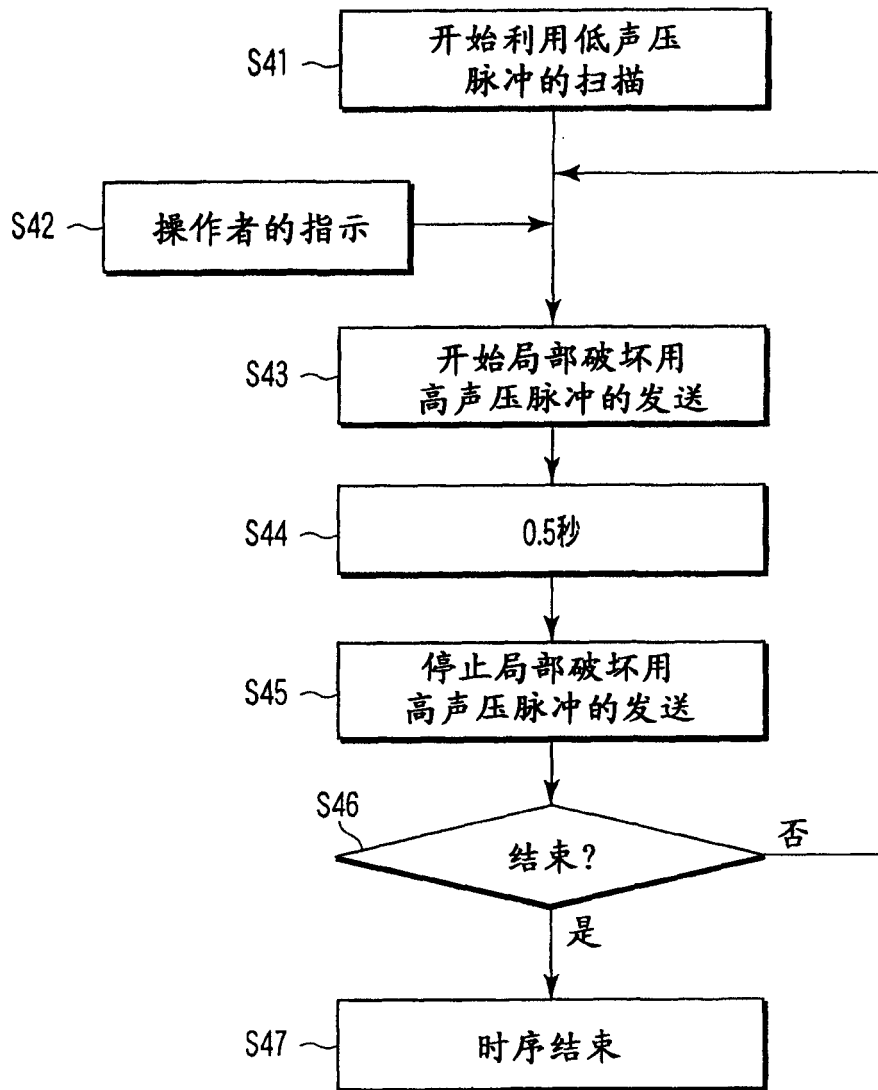 S41
开始利用低声压
脉冲的扫描
S42
操作者的指示
S43
开始局部破坏用
高声压脉冲的发送
S44
0.5秒
S45
停止局部破坏用
高声压脉冲的发送
S46
结束?
否
是
S47
时序结束